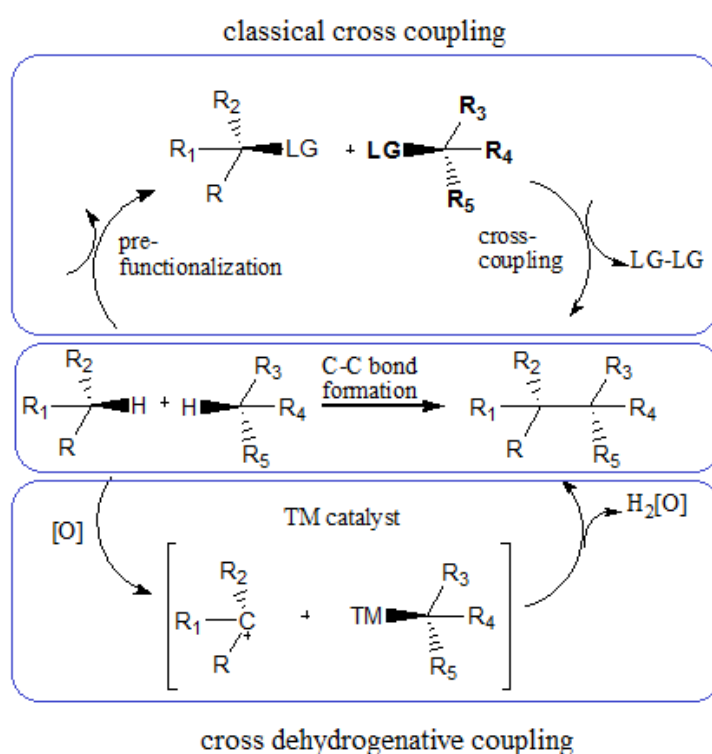 classical cross coupling
R2
R1
LG
R
+
LG
R3
R4
R5
pre-
functionalization
cross-
coupling
LG-LG
R2
R1
H
R
+
H
R3
R4
R5
C-C bond
formation
R2
R1
R
R3
R4
R5
[O]
TM catalyst
H2[O]
R2
R1
C
+
R
+
TM
R3
R4
R5
cross dehydrogenative coupling